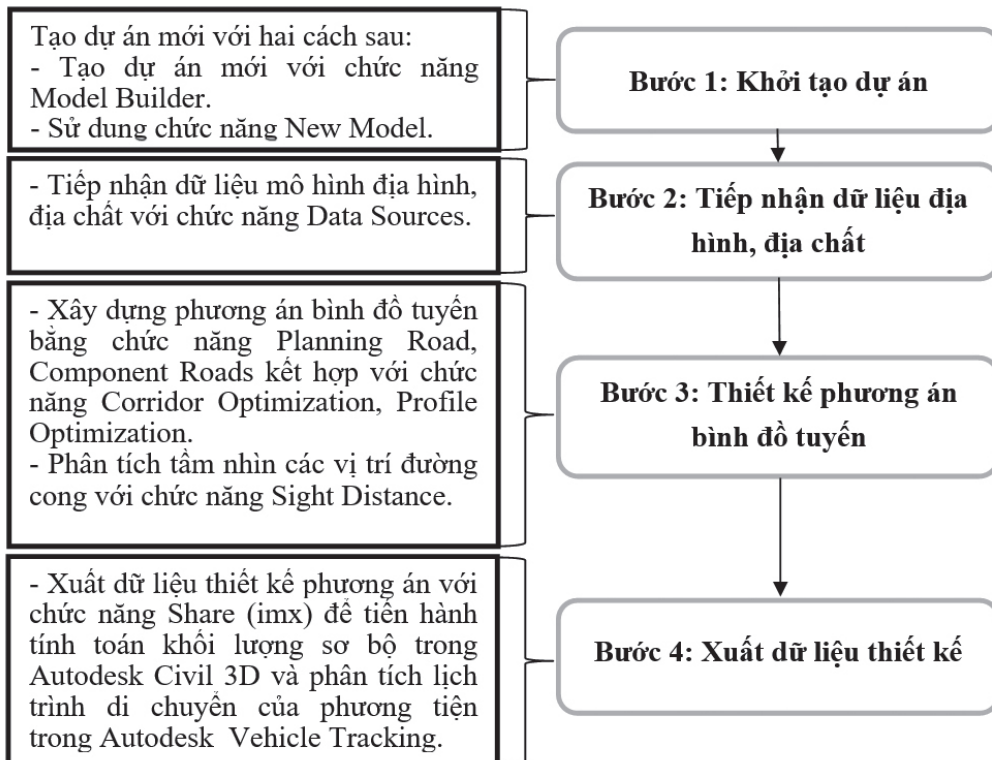 Tạo dự án mới với hai cách sau:
- Tạo dự án mới với chức năng
Model Builder.
- Sử dung chức năng New Model.
Bước 1: Khởi tạo dự án
- Tiếp nhận dữ liệu mô hình địa hình,
địa chất với chức năng Data Sources.
Bước 2: Tiếp nhận dữ liệu địa
hình, địa chất
- Xây dựng phương án bình đồ tuyến
bằng chức năng Planning Road,
Component Roads kết hợp với chức
năng Corridor Optimization, Profile
Optimization.
- Phân tích tầm nhìn các vị trí đường
cong với chức năng Sight Distance.
Bước 3: Thiết kế phương án
bình đồ tuyến
- Xuất dữ liệu thiết kế phương án với
chức năng Share (imx) để tiến hành
tính toán khối lượng sơ bộ trong
Autodesk Civil 3D và phân tích lịch
trình di chuyển của phương tiện
trong Autodesk Vehicle Tracking.
Bước 4: Xuất dữ liệu thiết kế